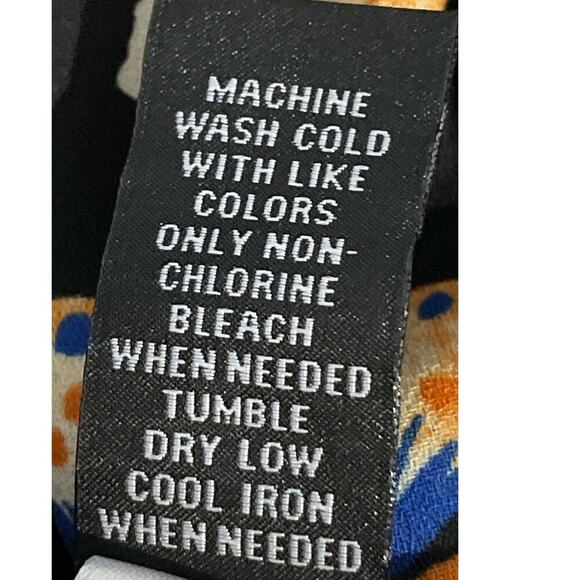 MACHINE
WASH COLD
WITH LIKE
COLORS
ONLY NON-
CHLORINE
BLEACH
WHEN NEEDED
TUMBLE
DRY LOW
COOL IRON
WHEN NEEDED